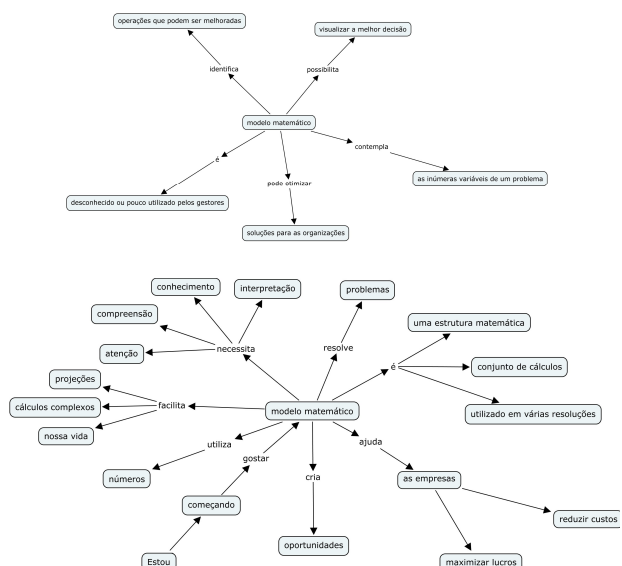 operações que podem ser melhoradas
visualizar a melhor decisão
identifica
possibilita
modelo matemático
contempla
é
pode otimizar
as inúmeras variáveis de um problema
desconhecido ou pouco utilizado pelos gestores
soluções para as organizações
conhecimento
interpretação
problemas
compreensão
uma estrutura matemática
atenção
necessita
resolve
é
conjunto de cálculos
projeções
cálculos complexos
facilita
modelo matemático
utilizado em várias resoluções
nossa vida
utiliza
ajuda
gostar
números
cria
as empresas
começando
reduzir custos
oportunidades
Estou
maximizar lucros